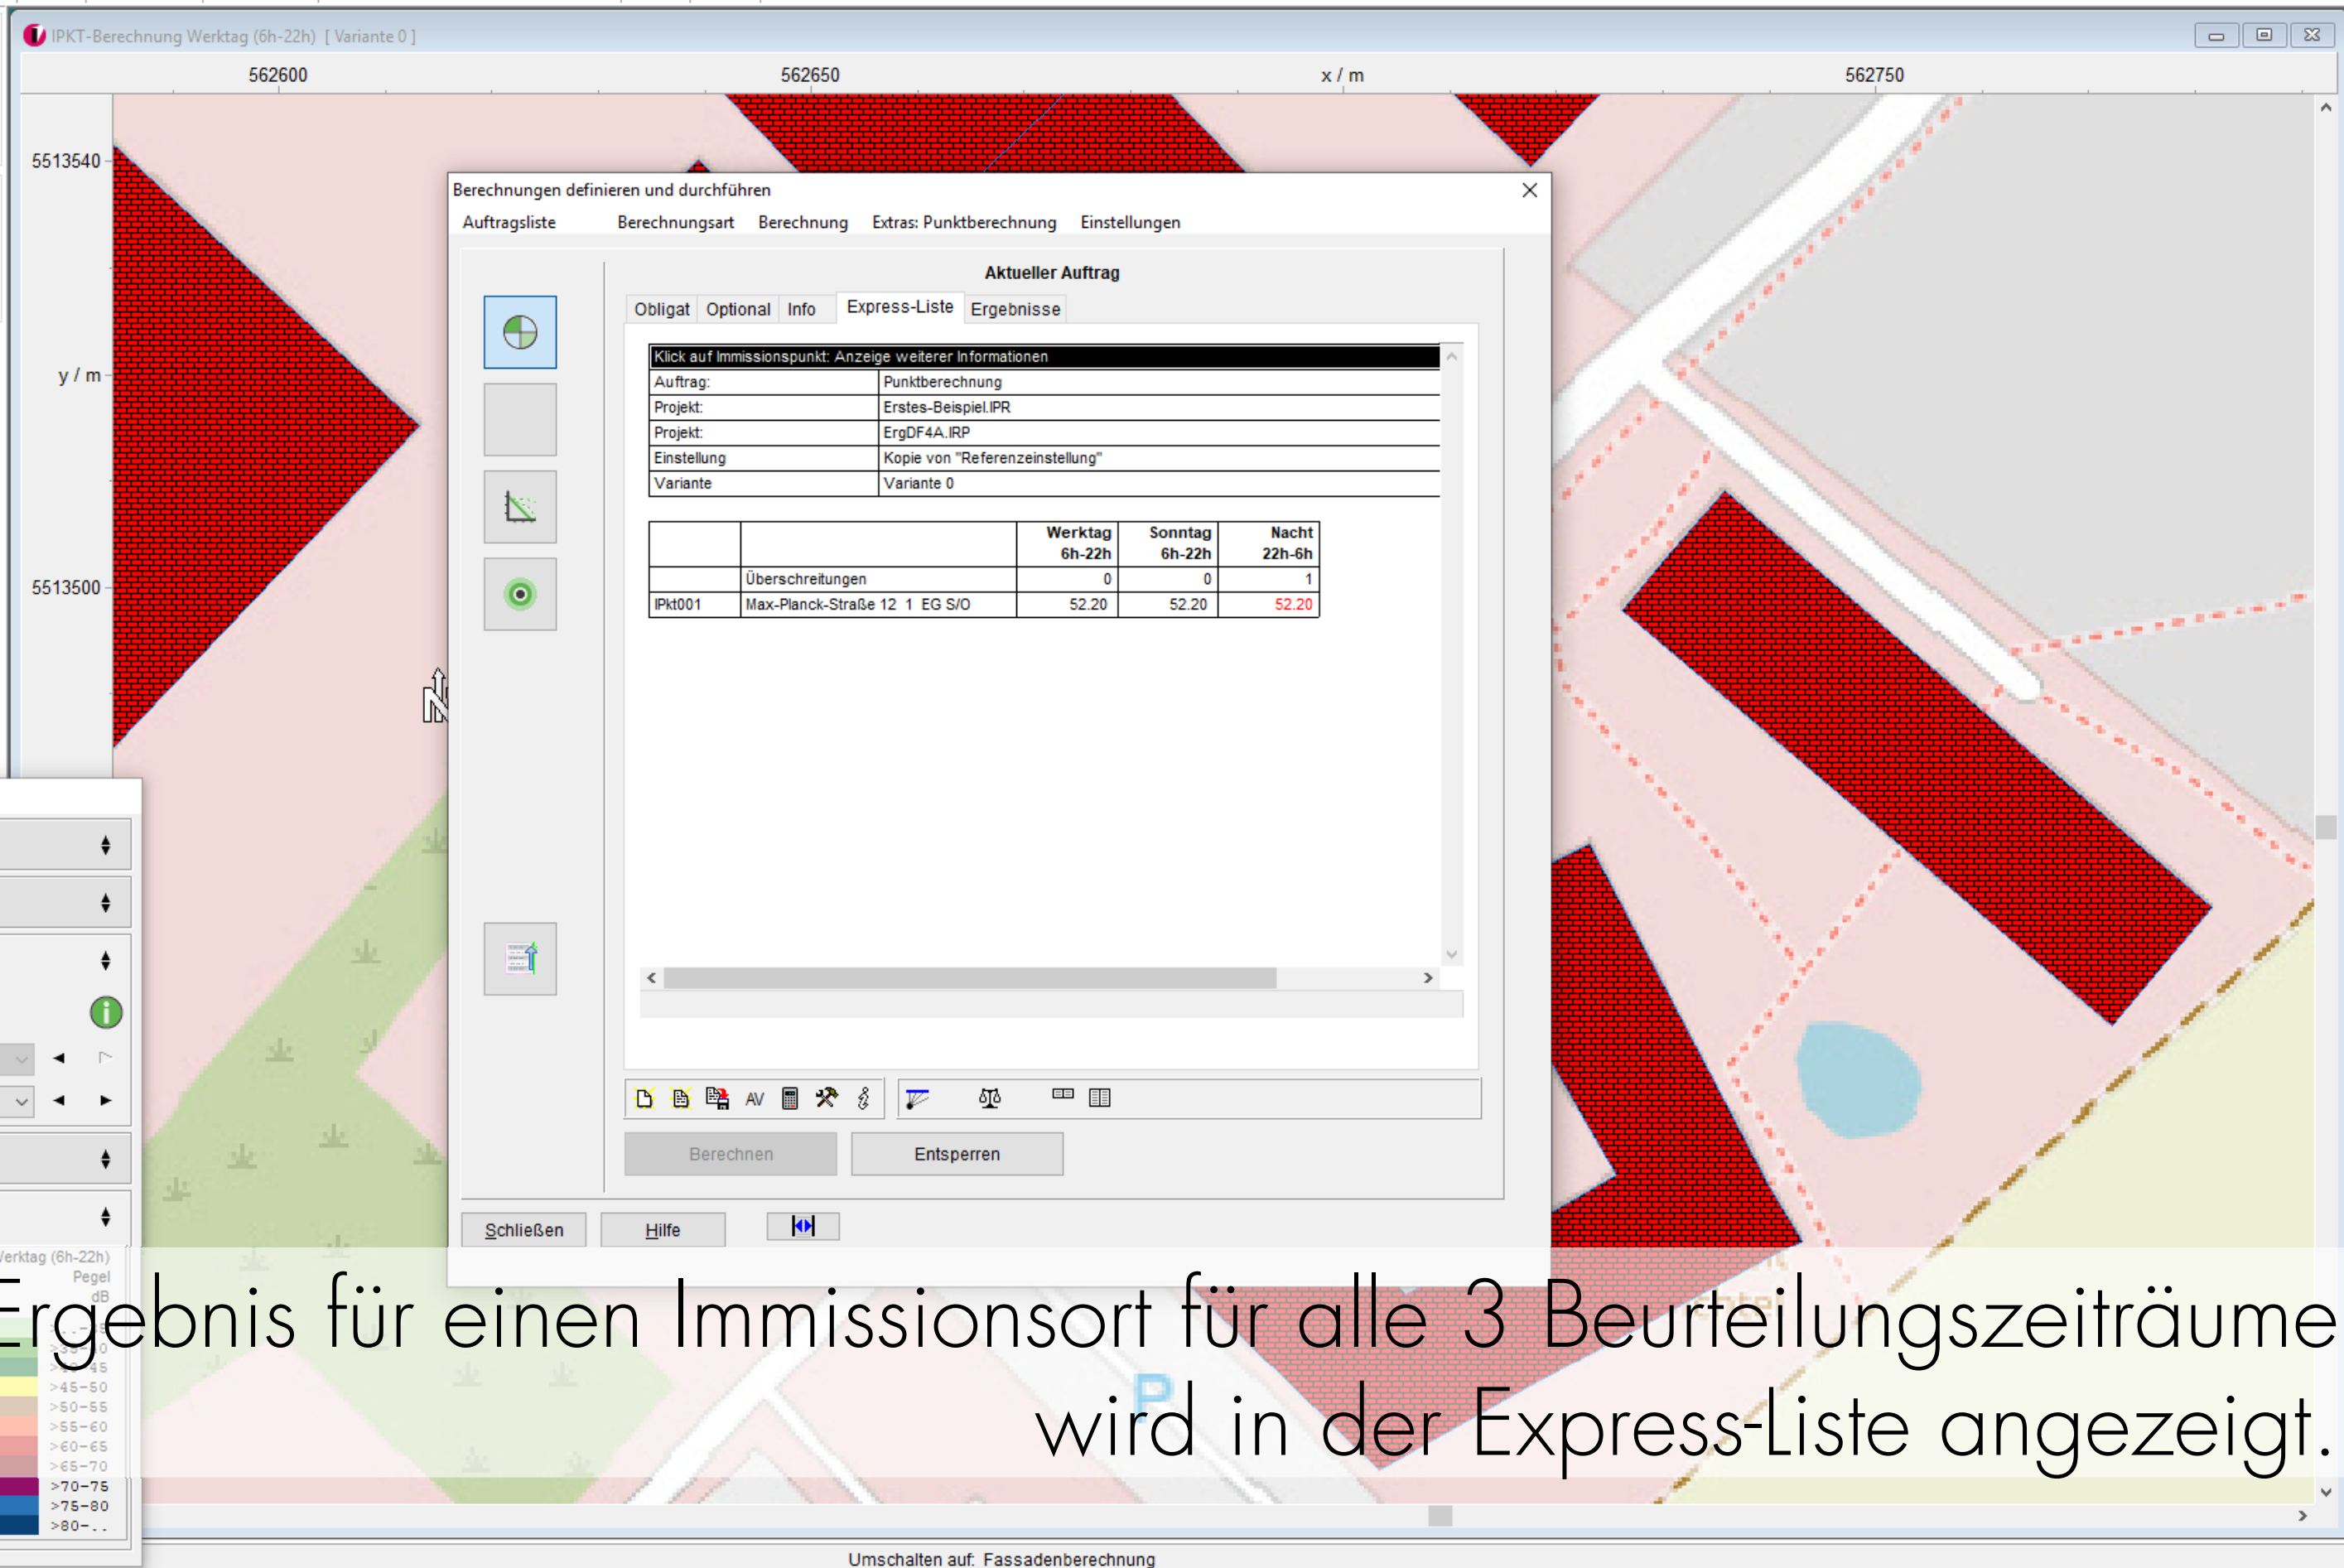 IPKT-Berechnung Werktag (6h-22h) [ Variante 0 ]
562600 562650 x / m 562750
5513540
y / m
5513500
Berechnungen definieren und durchführen
Auftragsliste Berechnungsart Berechnung Extras: Punktberechnung Einstellungen
Aktueller Auftrag
Obligat Optional Info Express-Liste Ergebnisse
Klick auf Immissionspunkt: Anzeige weiterer Informationen
Auftrag: Punktberechnung
Projekt: Erstes-Beispiel.IPR
Projekt: ErgDF4A.IRP
Einstellung Kopie von "Referenzeinstellung"
Variante Variante 0
Werktag Sonntag Nacht
6h-22h 6h-22h 22h-6h
Überschreitungen 0 0 1
IPkt001 Max-Planck-Straße 12 1 EG S/O 52.20 52.20 52.20
N
AV
Berechnen Entsperren
Schließen Hilfe
Werktag (6h-22h)
Pegel
dB
Ergebnis für einen Immissionsort für alle 3 Beurteilungszeiträume
wird in der Express-Liste angezeigt.
P
>45-50
>50-55
>55-60
>60-65
>65-70
>70-75
>75-80
>80-..
Umschalten auf: Fassadenberechnung